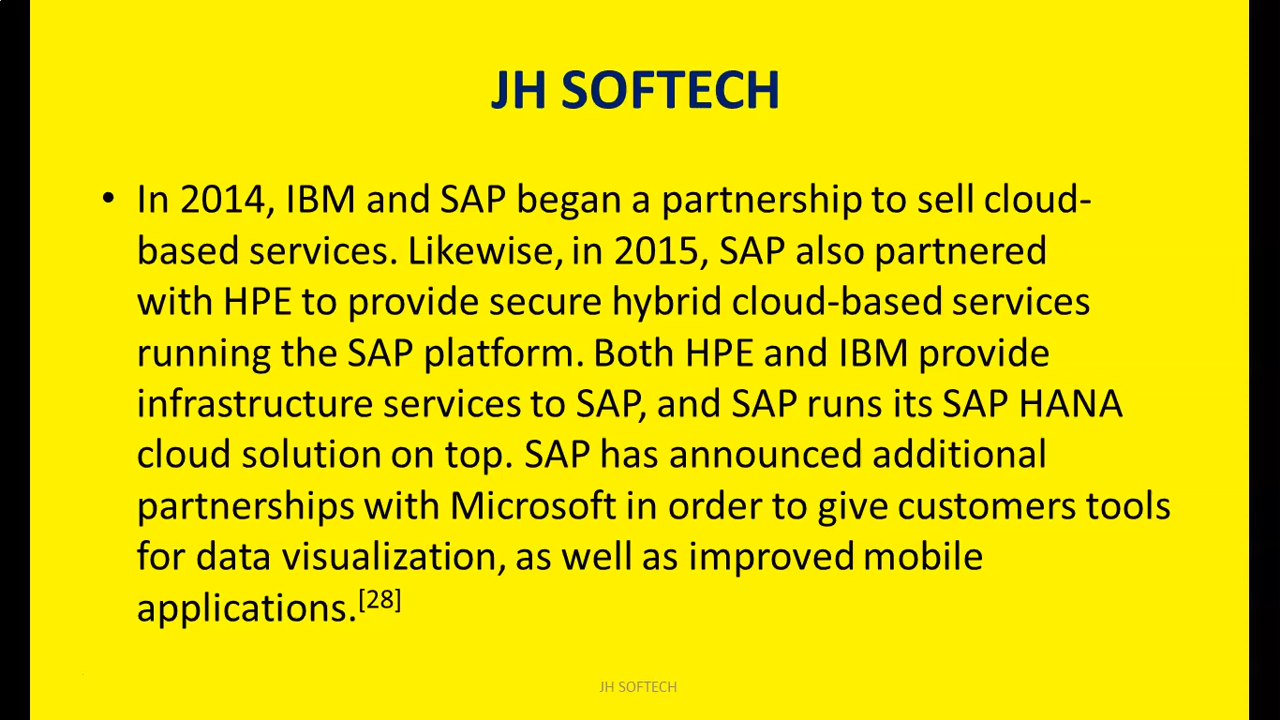 JH SOFTECH
• In 2014, IBM and SAP began a partnership to sell cloud-
based services. Likewise, in 2015, SAP also partnered
with HPE to provide secure hybrid cloud-based services
running the SAP platform. Both HPE and IBM provide
infrastructure services to SAP, and SAP runs its SAP HANA
cloud solution on top. SAP has announced additional
partnerships with Microsoft in order to give customers tools
for data visualization, as well as improved mobile
applications.[28]
JH SOFTECH